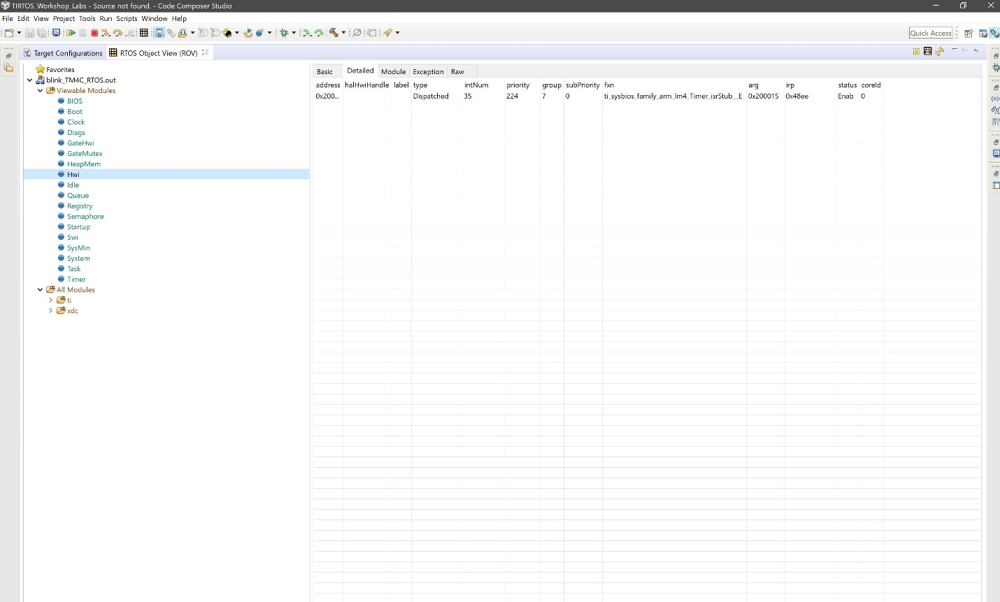 TIRTOS_Workshop_Labs - Source not found. - Code Composer Studio
File Edit View Project Tools Run Scripts Window Help
Quick Access
Target Configurations RTOS Object View (ROV)
Favorites
blink_TM4C_RTOS.out
Viewable Modules
BIOS
Boot
Clock
Diags
GateHwi
GateMutex
HeapMem
Hwi
Idle
Queue
Registry
Semaphore
Startup
Swi
SysMin
System
Task
Timer
All Modules
ti
xdc
Basic Detailed Module Exception Raw
address halHwiHandle label type intNum priority group subPriority fxn arg irp status coreId
0x200... Dispatched 35 224 7 0 ti_sysbios_family_arm_lm4_Timer_isrStub__E 0x200015 0x48ee Enab 0